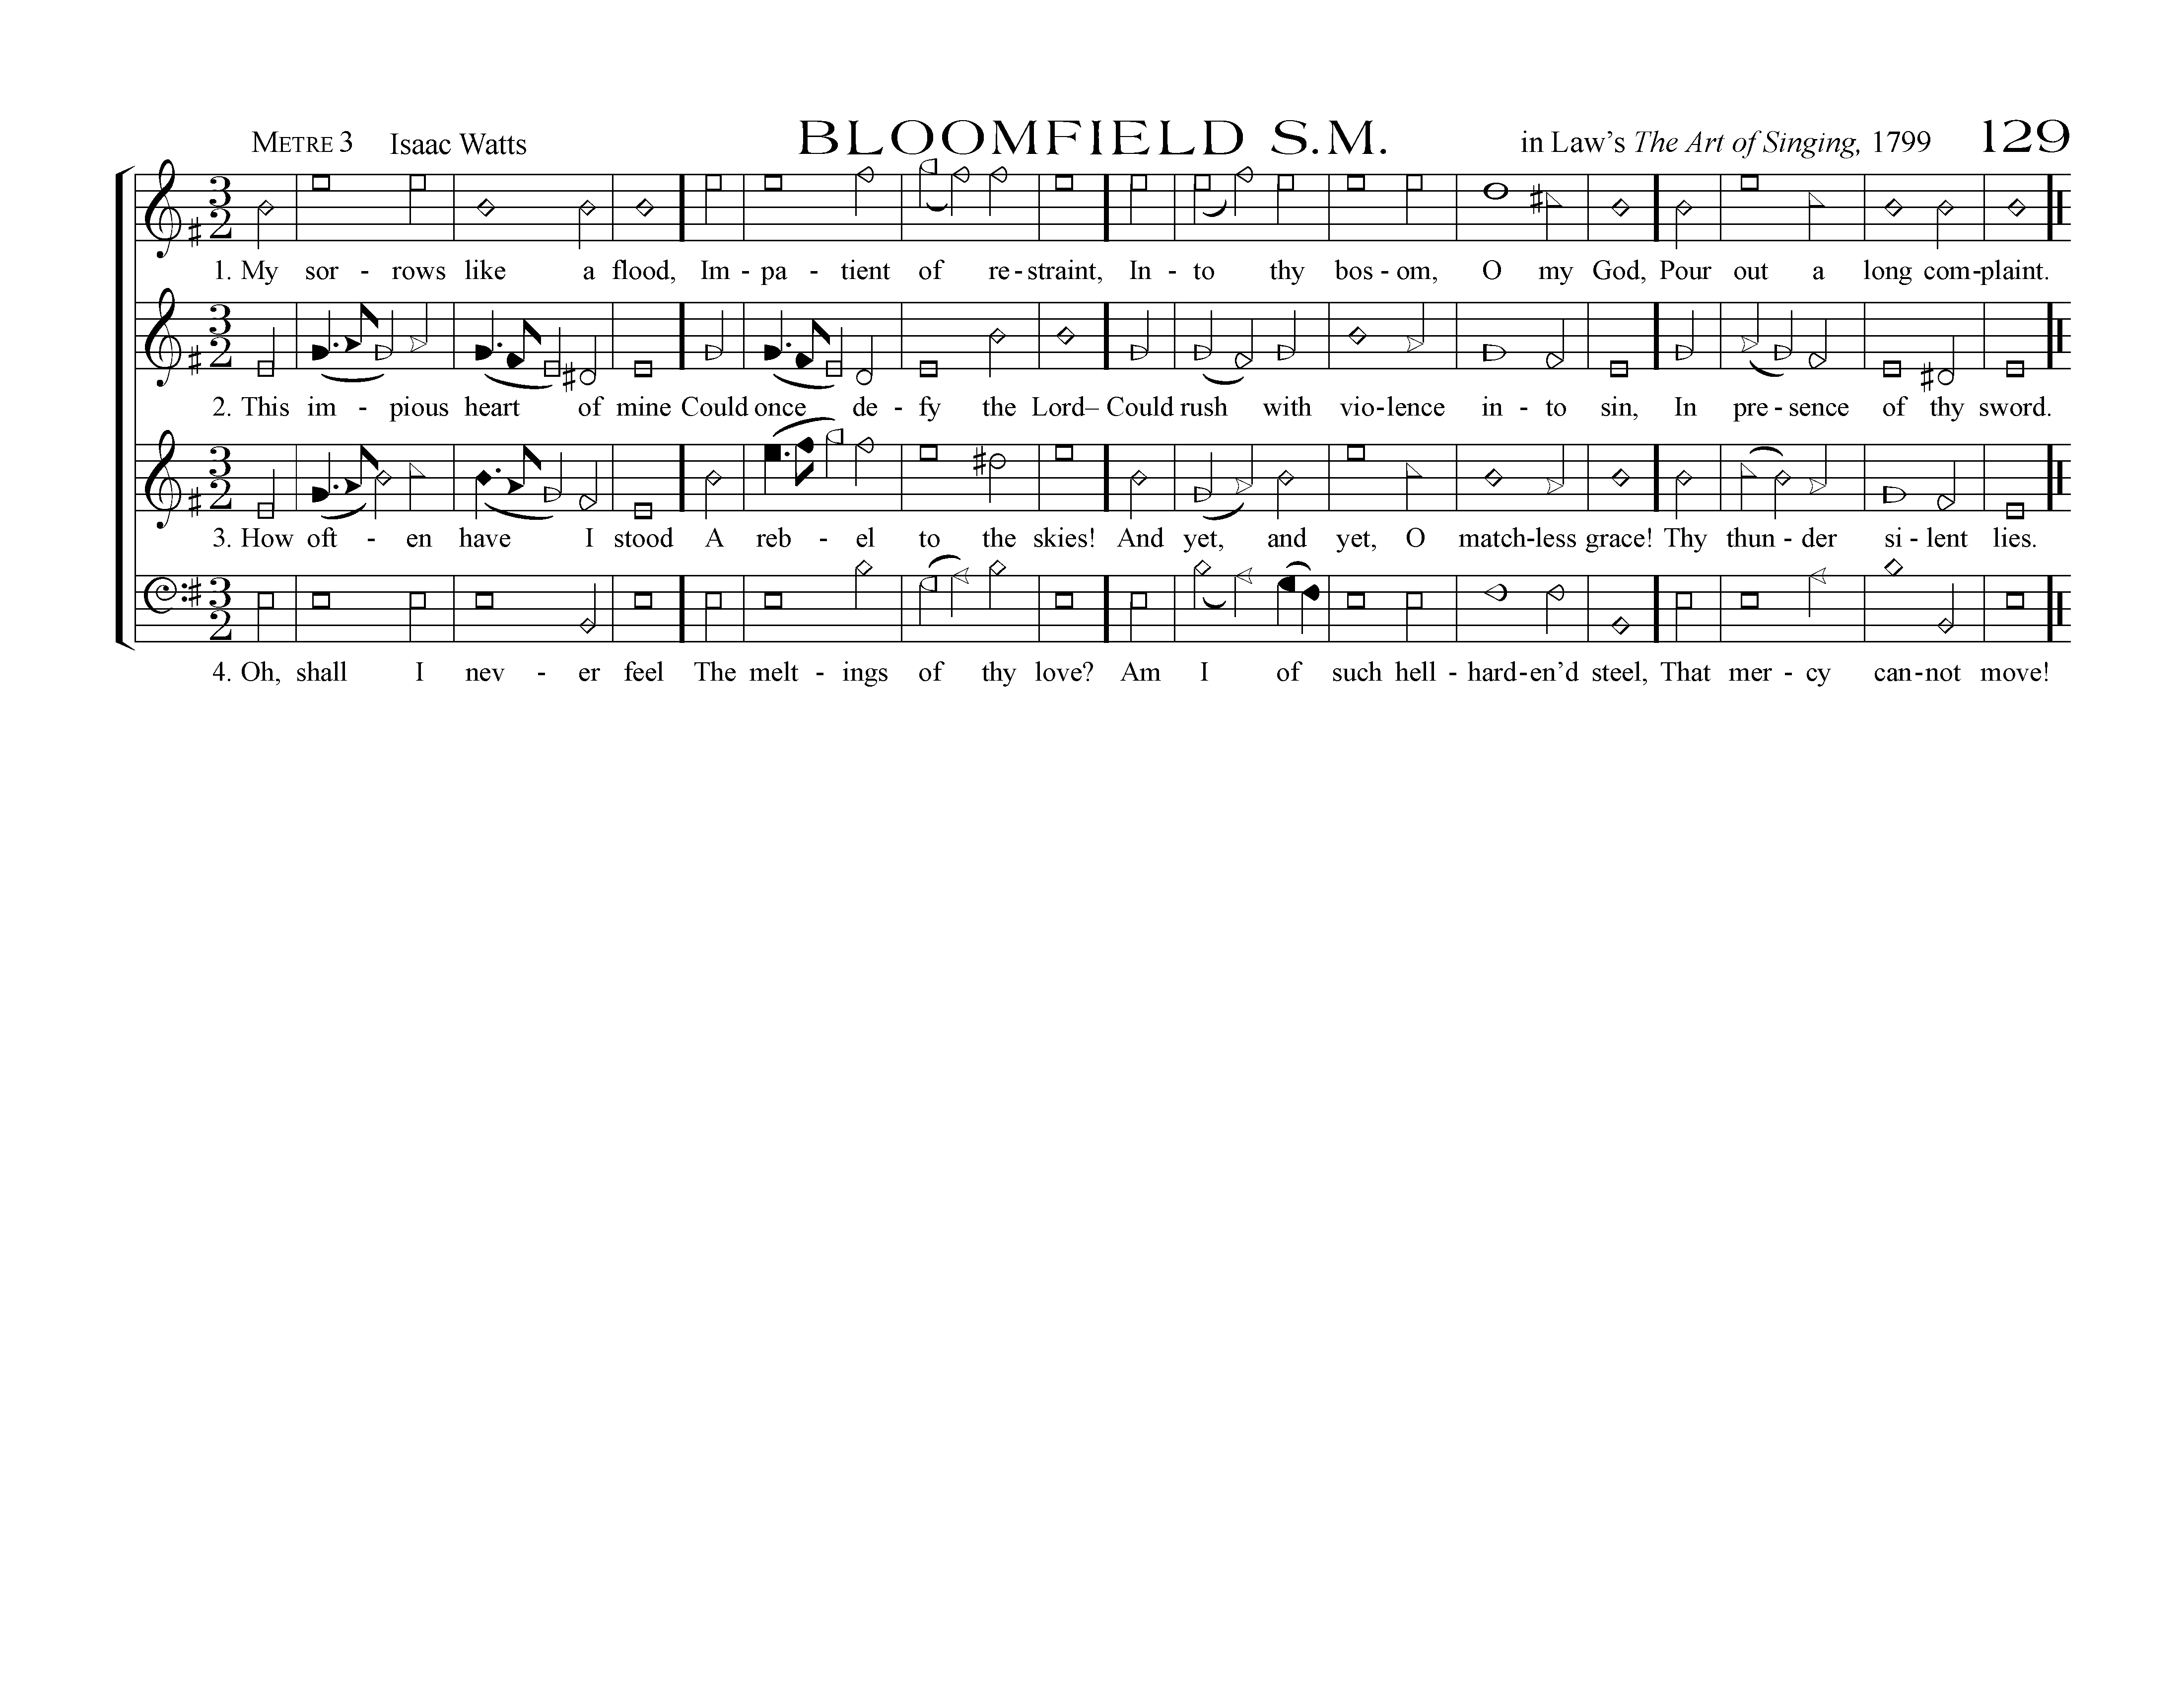 METRE 3 Isaac Watts BLOOMFIELD S.M. in Law's The Art of Singing, 1799 129
1. My sor - rows like a flood, Im - pa - tient of re - straint, In - to thy bos - om, O my God, Pour out a long com - plaint.
2. This im - pious heart of mine Could once de - fy the Lord– Could rush with vio - lence in - to sin, In pre - sence of thy sword.
3. How oft - en have I stood A reb - el to the skies! And yet, and yet, O match - less grace! Thy thun - der si - lent lies.
4. Oh, shall I nev - er feel The melt - ings of thy love? Am I of such hell - hard - en'd steel, That mer - cy can - not move!